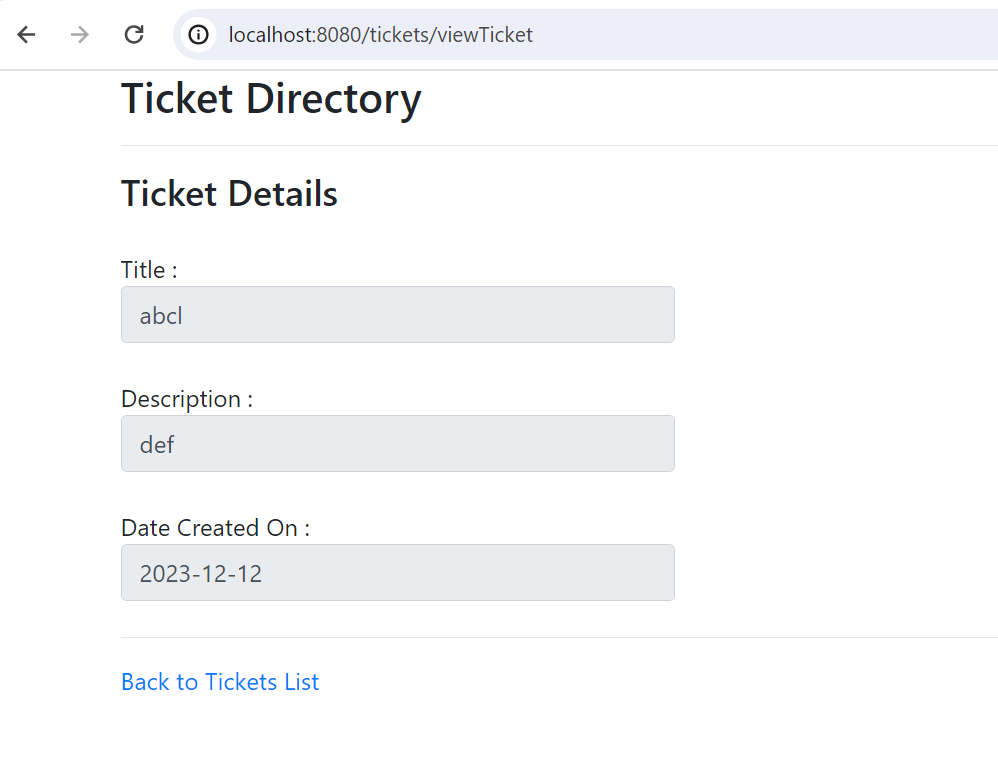 localhost:8080/tickets/viewTicket
Ticket Directory
Ticket Details
Title :
abcl
Description :
def
Date Created On :
2023-12-12
Back to Tickets List